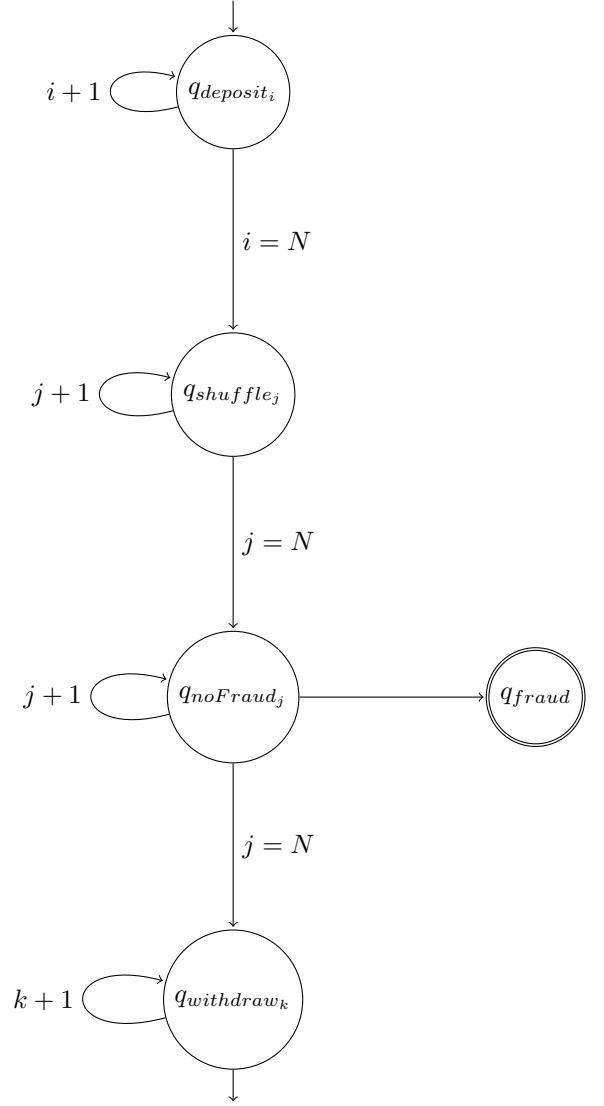 i + 1 q_{deposit_i}
i = N
j + 1 q_{shuffle_j}
j = N
j + 1 q_{noFraud_j} q_{fraud}
j = N
k + 1 q_{withdraw_k}